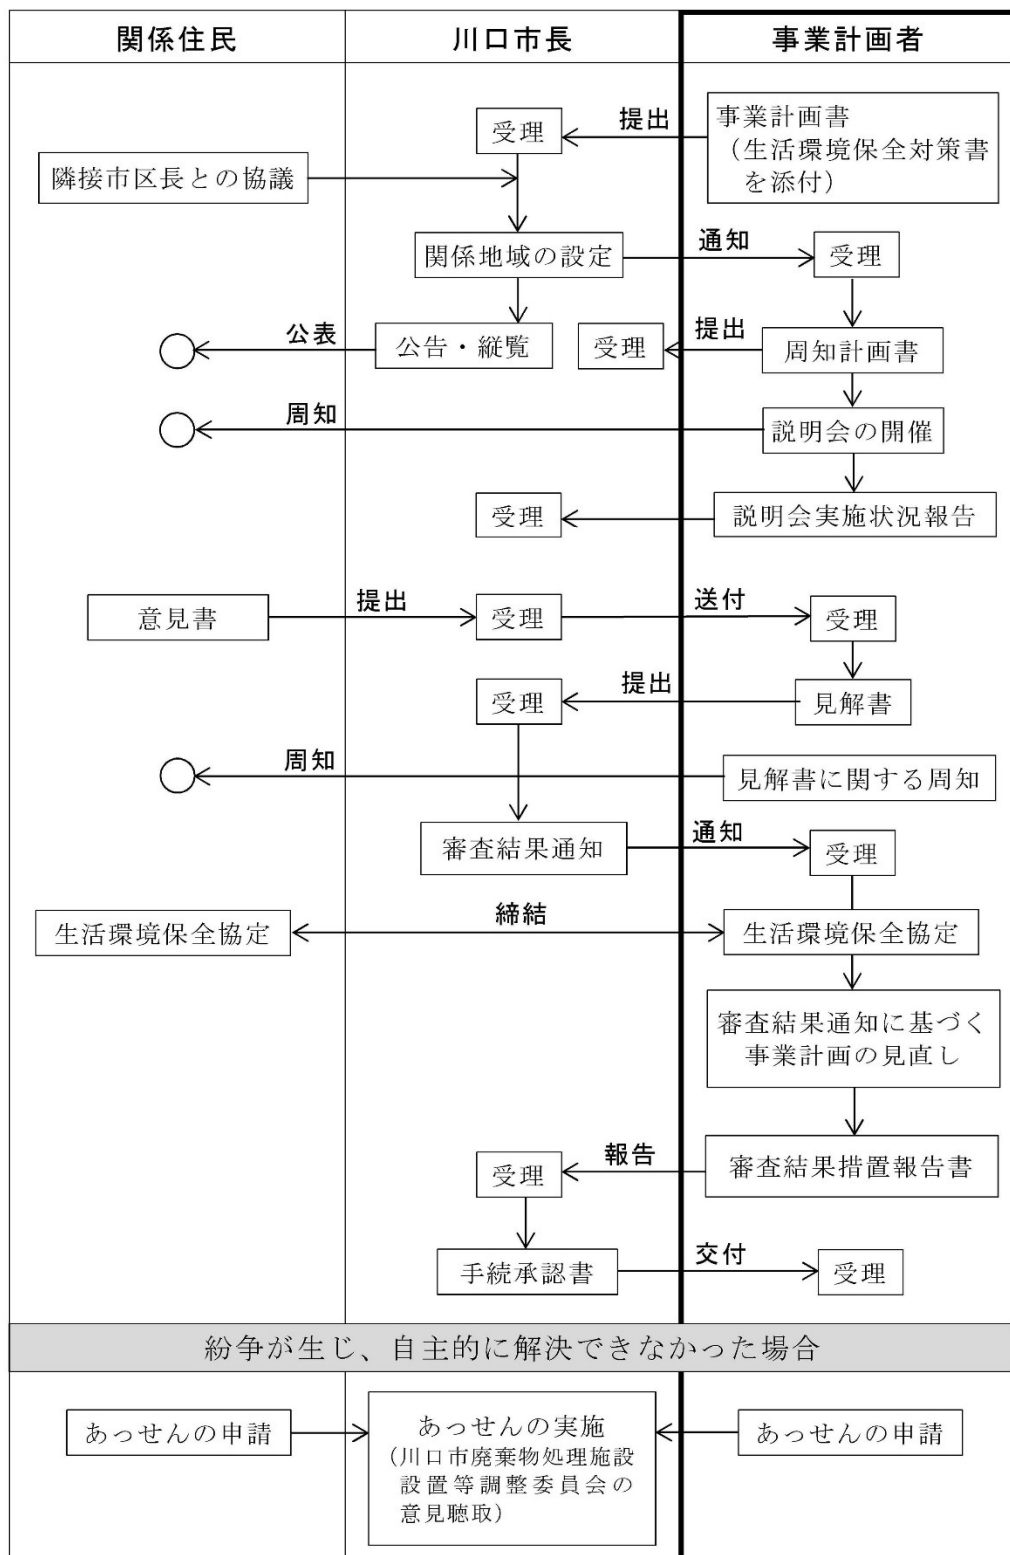 関係住民
川口市長
事業計画者
受理
提出
事業計画書
（生活環境保全対策書
を添付）
隣接市区長との協議
関係地域の設定
通知
受理
公表
公告・縦覧
受理
提出
周知計画書
周知
説明会の開催
受理
説明会実施状況報告
意見書
提出
受理
送付
受理
受理
提出
見解書
周知
見解書に関する周知
審査結果通知
通知
受理
生活環境保全協定
締結
生活環境保全協定
審査結果通知に基づく
事業計画の見直し
受理
報告
審査結果措置報告書
手続承認書
交付
受理
紛争が生じ、自主的に解決できなかった場合
あっせんの申請
あっせんの実施
（川口市廃棄物処理施設
設置等調整委員会の
意見聴取）
あっせんの申請